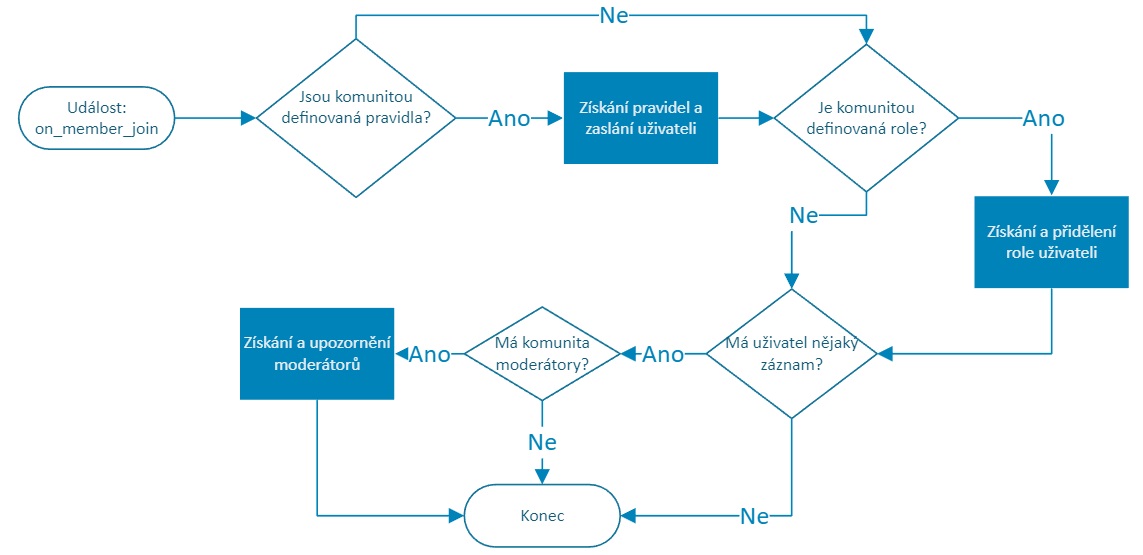 Ne
Událost:
on_member_join
Jsou komunitou
definovaná pravidla?
Ano
Získání pravidel a
zaslání uživateli
Je komunitou
definovaná role?
Ano
Ne
Získání a přidělení
role uživateli
Získání a upozornění
moderátorů
Ano
Má komunita
moderátory?
Ano
Má uživatel nějaký
záznam?
Ne
Konec
Ne